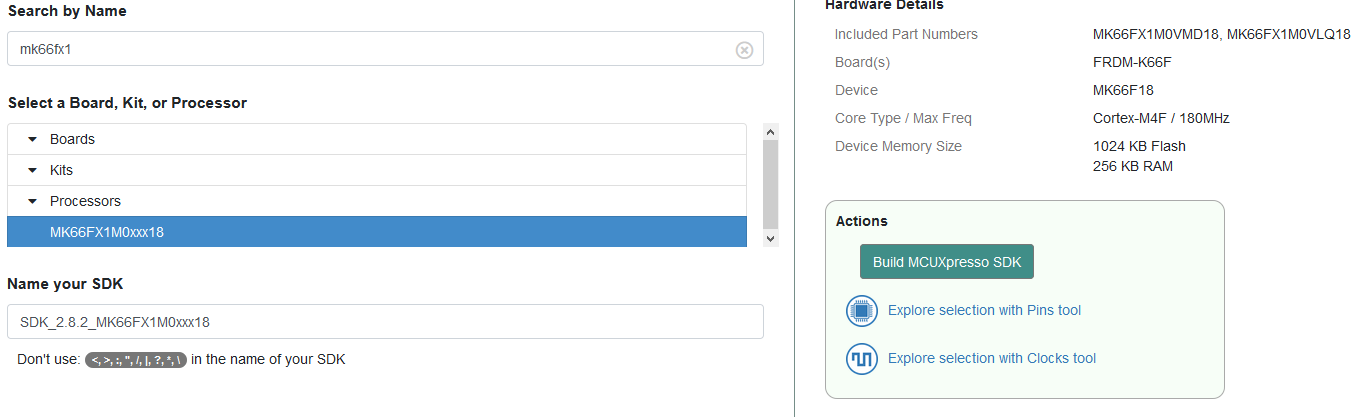 Search by Name
mk66fx1
Select a Board, Kit, or Processor
Boards
Kits
Processors
MK66FX1M0xxx18
Name your SDK
SDK_2.8.2_MK66FX1M0xxx18
Don't use: <, >, :, ", /, |, ?, *, \ in the name of your SDK
Hardware Details
Included Part Numbers MK66FX1M0VMD18, MK66FX1M0VLQ18
Board(s) FRDM-K66F
Device MK66F18
Core Type / Max Freq Cortex-M4F / 180MHz
Device Memory Size 1024 KB Flash
256 KB RAM
Actions
Build MCUXpresso SDK
Explore selection with Pins tool
Explore selection with Clocks tool